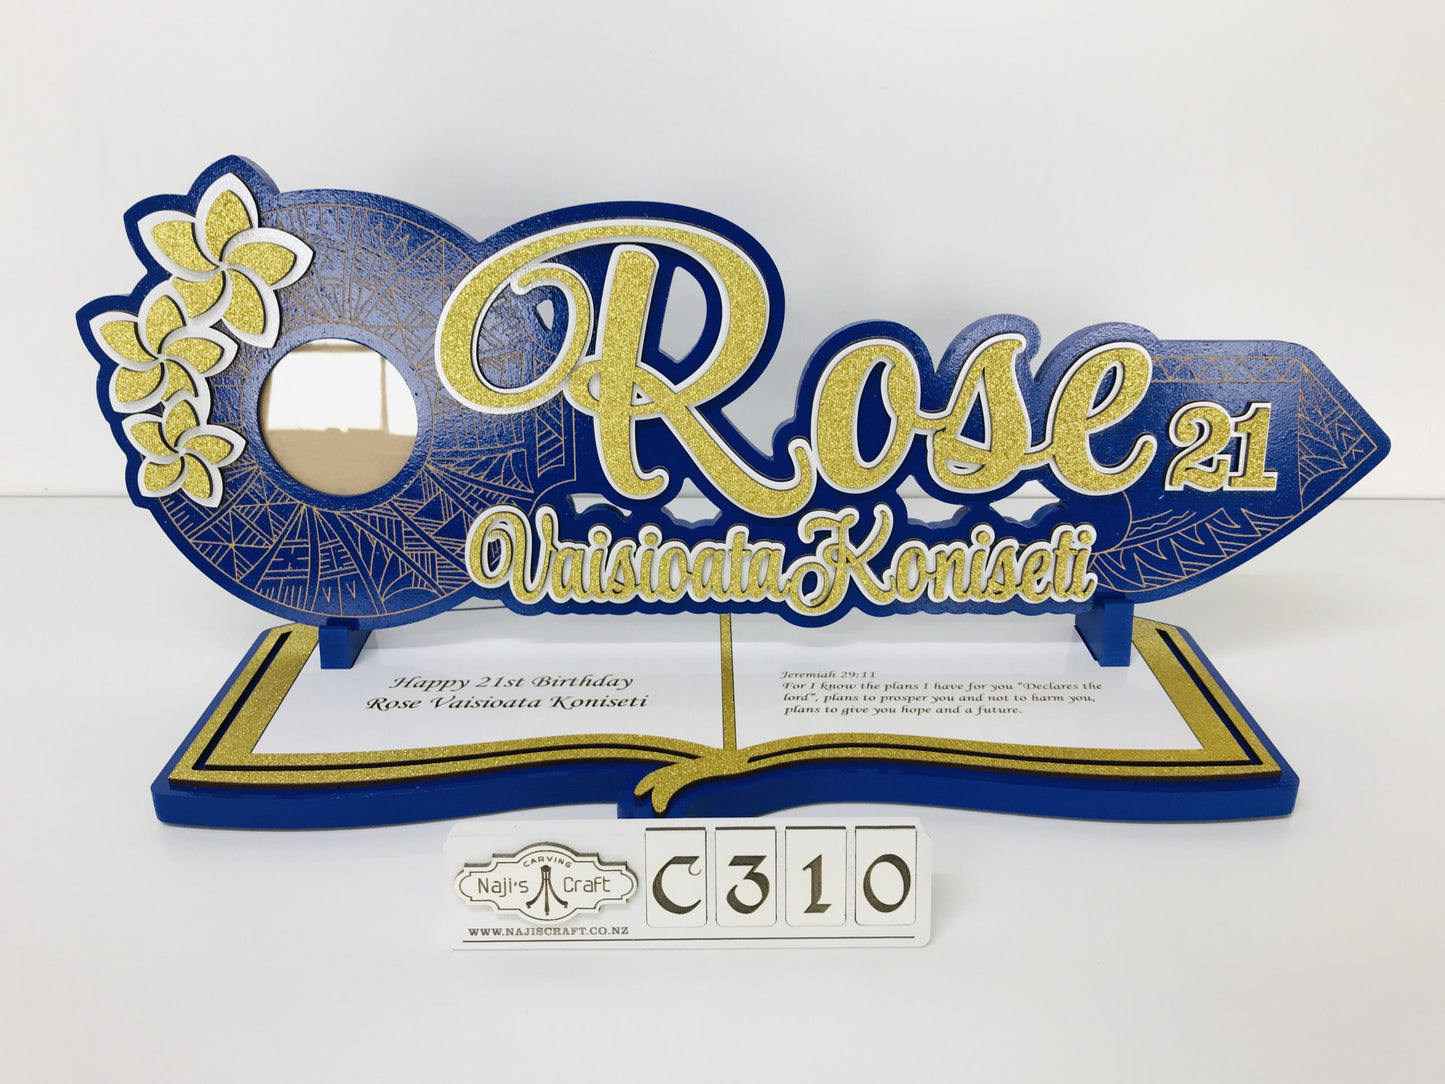 Rose 21
Vaisioata Koniseti
Happy 21st Birthday
Rose Vaisioata Koniseti
Jeremiah 29:11
For I know the plans I have for you “Declares the
lord”, plans to prosper you and not to harm you,
plans to give you hope and a future.
CARVING
Naji's Craft
WWW.NAJISCRAFT.CO.NZ
C310